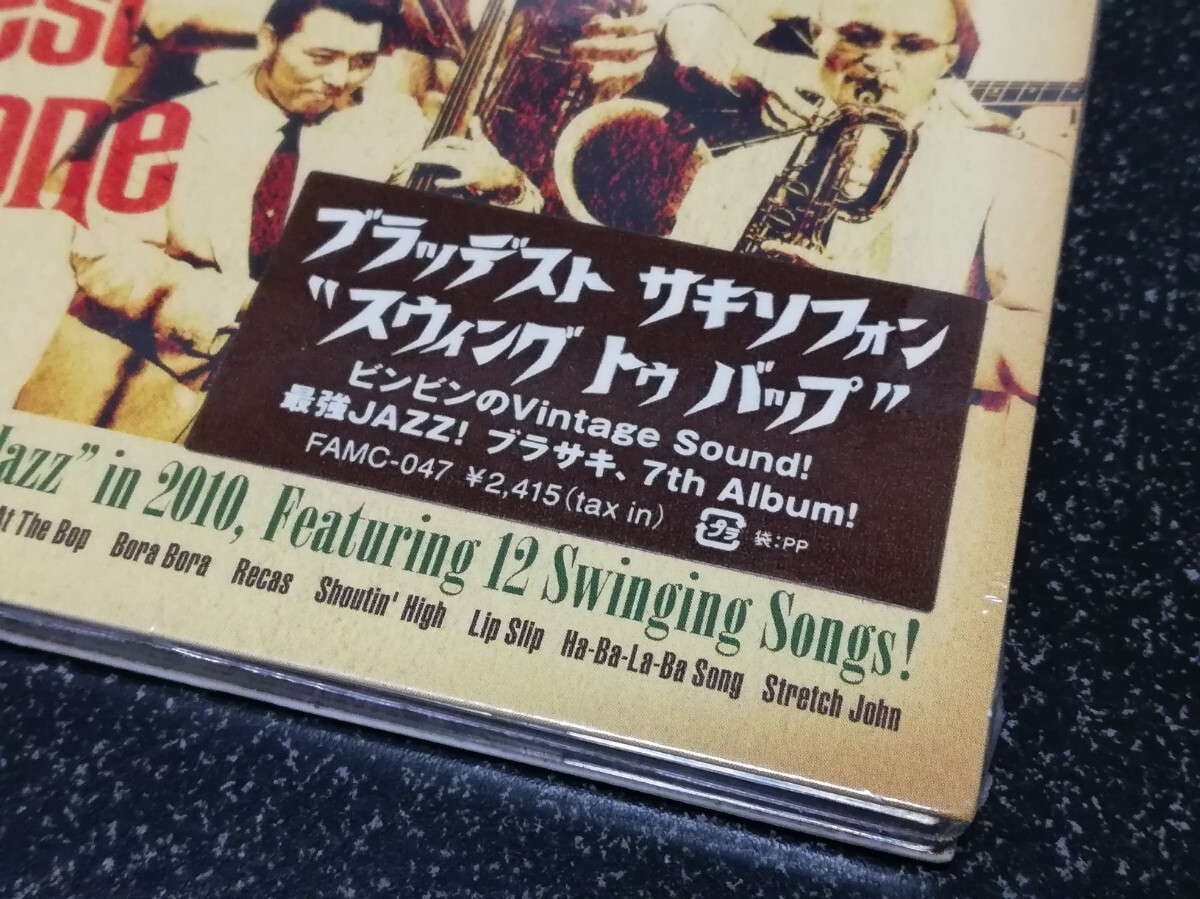 est
one
ブラッデスト サキソフォン
"スウィング トゥ バップ"
ビンビンのVintage Sound!
最強JAZZ! ブラサキ、7th Album!
FAMC-047 ¥2,415(tax in) プラ 袋:PP
Jazz" in 2010, Featuring 12 Swinging Songs!
At The Bop Bora Bora Recas Shoutin' High Lip Slip Ha-Ba-La-Ba Song Stretch John